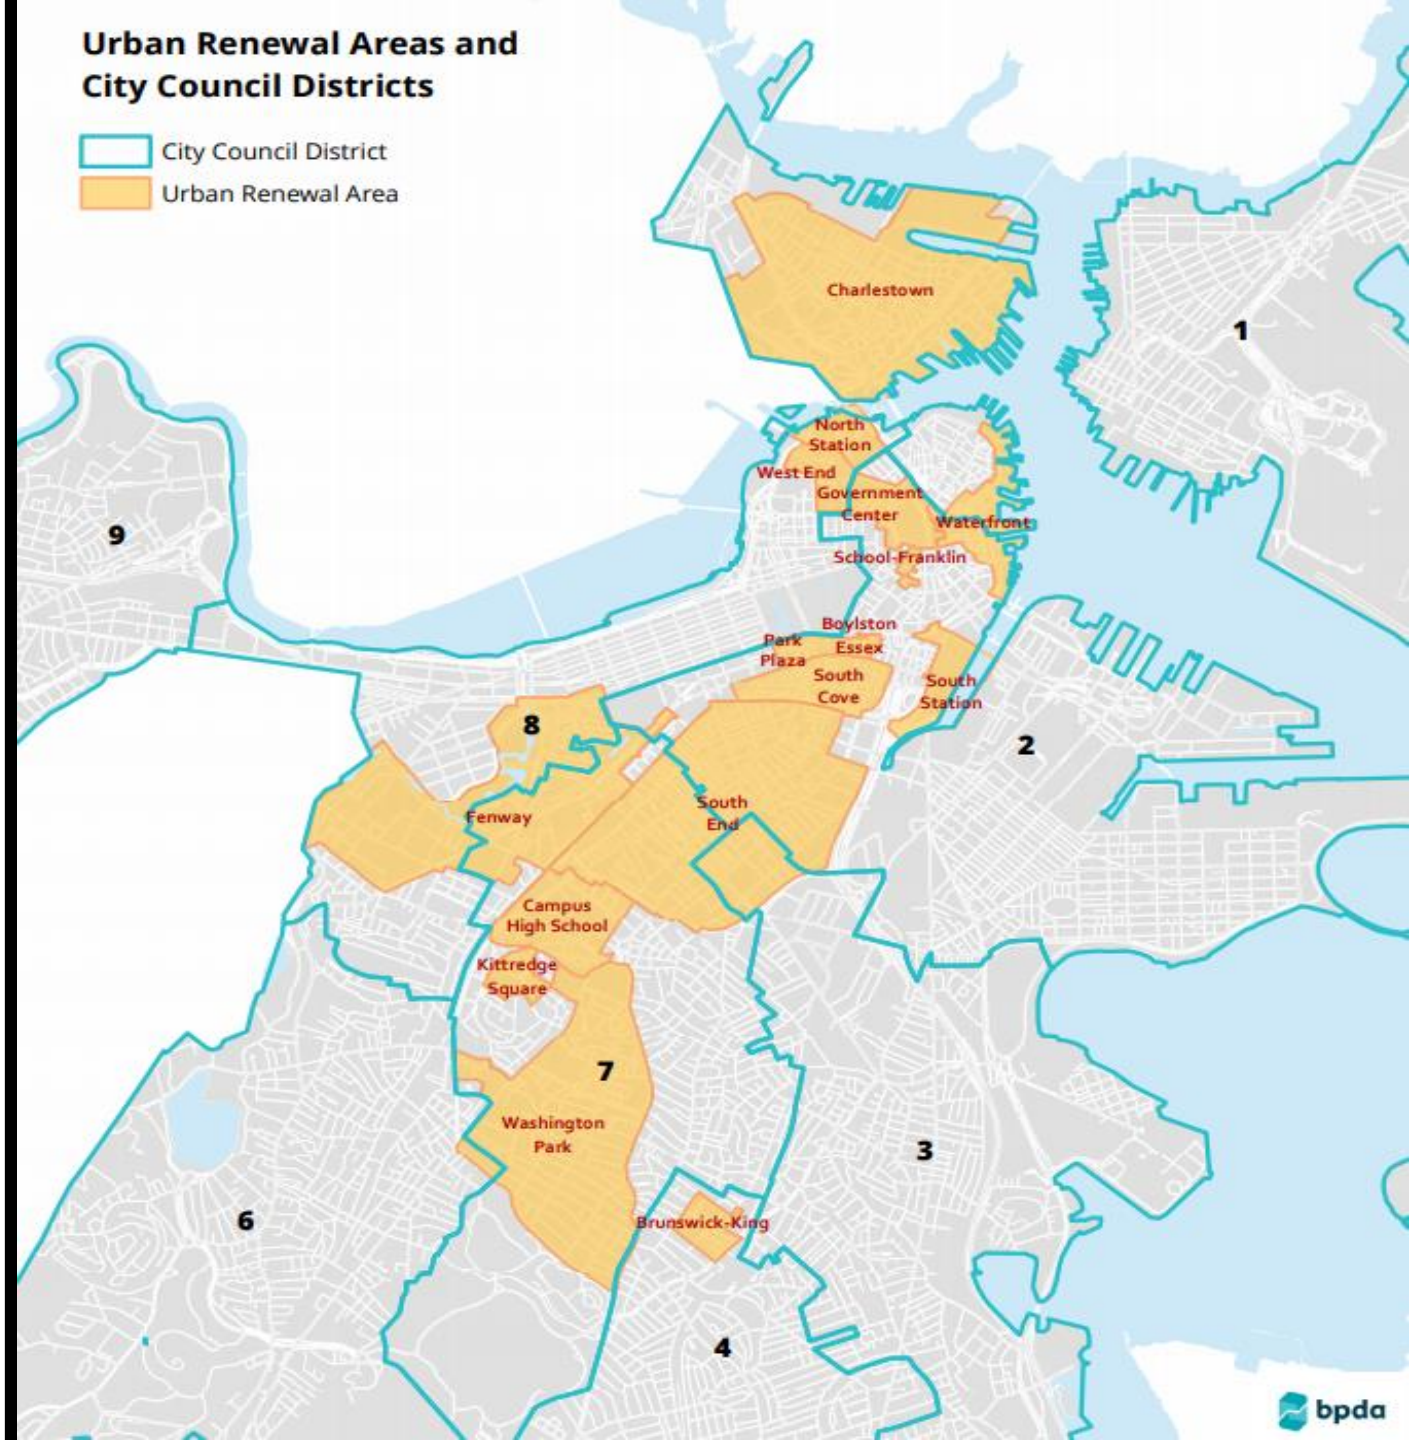 Urban Renewal Areas and
City Council Districts
City Council District
Urban Renewal Area
Charlestown
1
North
Station
West End
Government
Center
Waterfront
9
School-Franklin
Boylston
Essex
Park
Plaza
South
Cove
South
Station
8
2
South
End
Fenway
Campus
High School
Kittredge
Square
7
Washington
Park
3
6
Brunswick-King
4
bpda